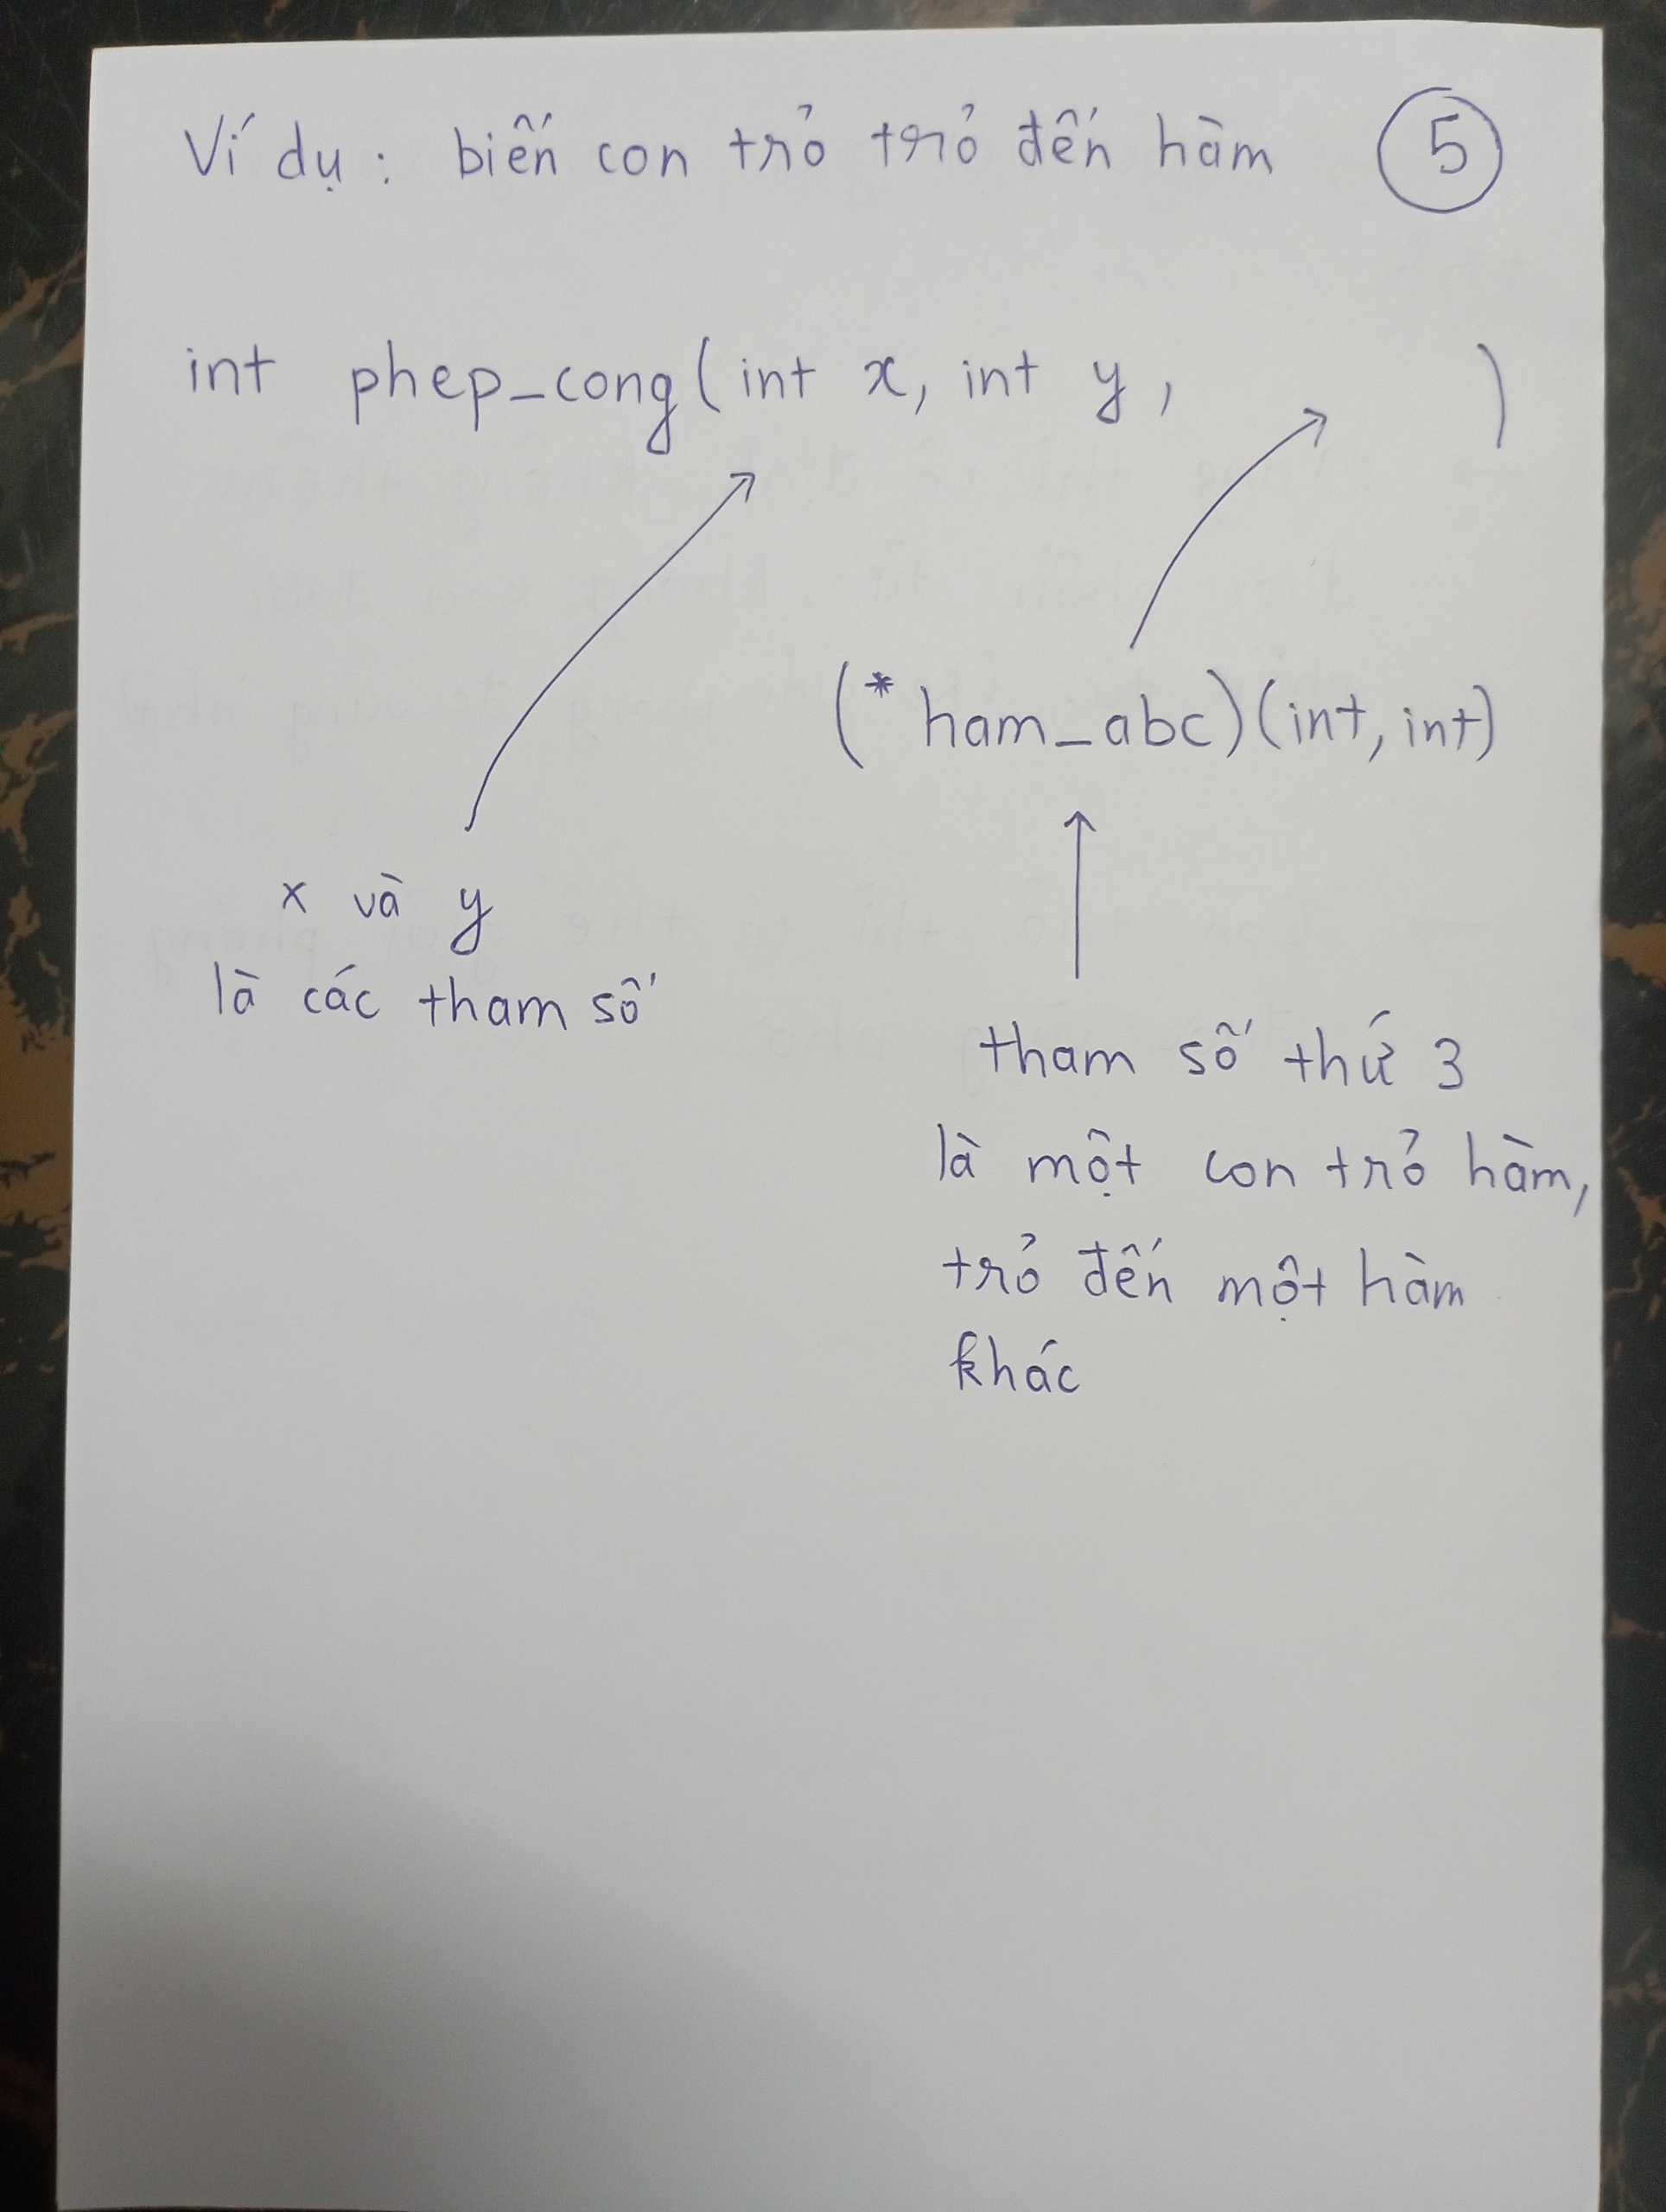 Ví dụ: biến con trỏ trỏ đến hàm ⑤
int phep_cong(int x, int y, )
(*ham_abc)(int, int)
x và y
là các tham số
tham số thứ 3
là một con trỏ hàm,
trỏ đến một hàm
khác